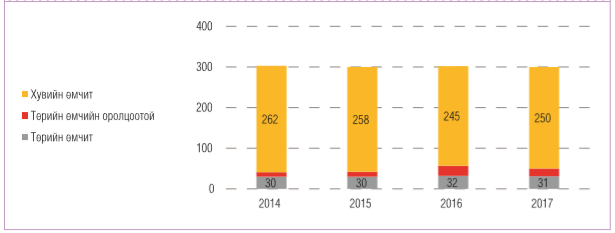 400
300
200
100
0
Хувийн өмчит
Төрийн өмчийн оролцоотой
Төрийн өмчит
262 258 245 250
30 30 32 31
2014 2015 2016 2017